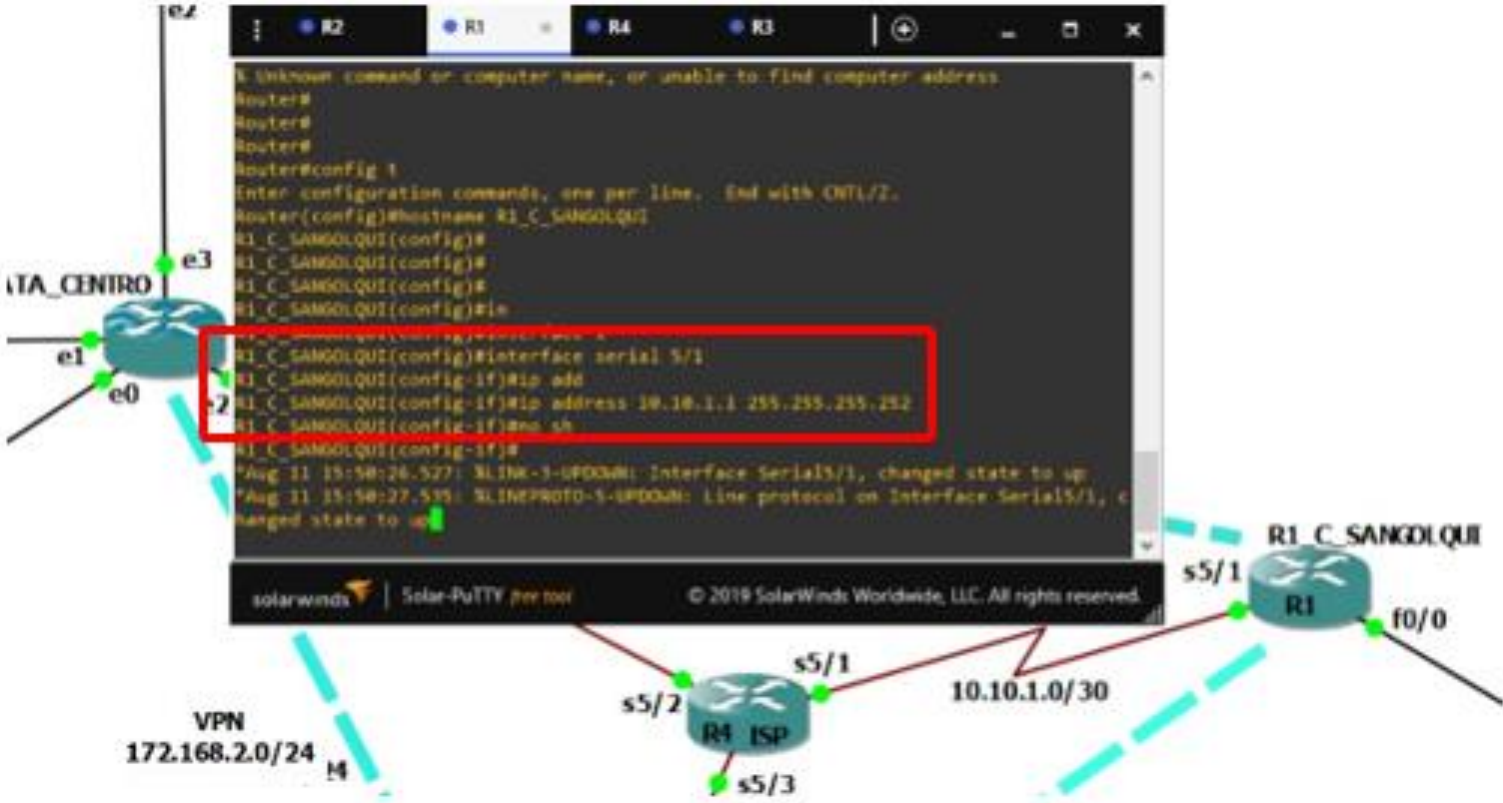 e2
R2 R1 R4 R3
% Unknown command or computer name, or unable to find computer address
Router#
Router#
Router#
Router#config t
Enter configuration commands, one per line. End with CNTL/Z.
Router(config)#hostname R1_C_SANGOLQUI
R1_C_SANGOLQUI(config)#
R1_C_SANGOLQUI(config)#
R1_C_SANGOLQUI(config)#
R1_C_SANGOLQUI(config)#in
R1_C_SANGOLQUI(config)#interface serial 5/1
R1_C_SANGOLQUI(config-if)#ip add
R1_C_SANGOLQUI(config-if)#ip address 10.10.1.1 255.255.255.252
R1_C_SANGOLQUI(config-if)#no sh
R1_C_SANGOLQUI(config-if)#
*Aug 11 15:50:26.527: %LINK-3-UPDOWN: Interface Serial5/1, changed state to up
*Aug 11 15:50:27.535: %LINEPROTO-5-UPDOWN: Line protocol on Interface Serial5/1, c
hanged state to up
solarwinds Solar-PuTTY free tool © 2019 SolarWinds Worldwide, LLC. All rights reserved.
e3
ATA_CENTRO
e1
e0
e2
R1_C_SANGOLQUI
s5/1
R1
f0/0
s5/1
10.10.1.0/30
s5/2
R4 ISP
s5/3
VPN
172.168.2.0/24